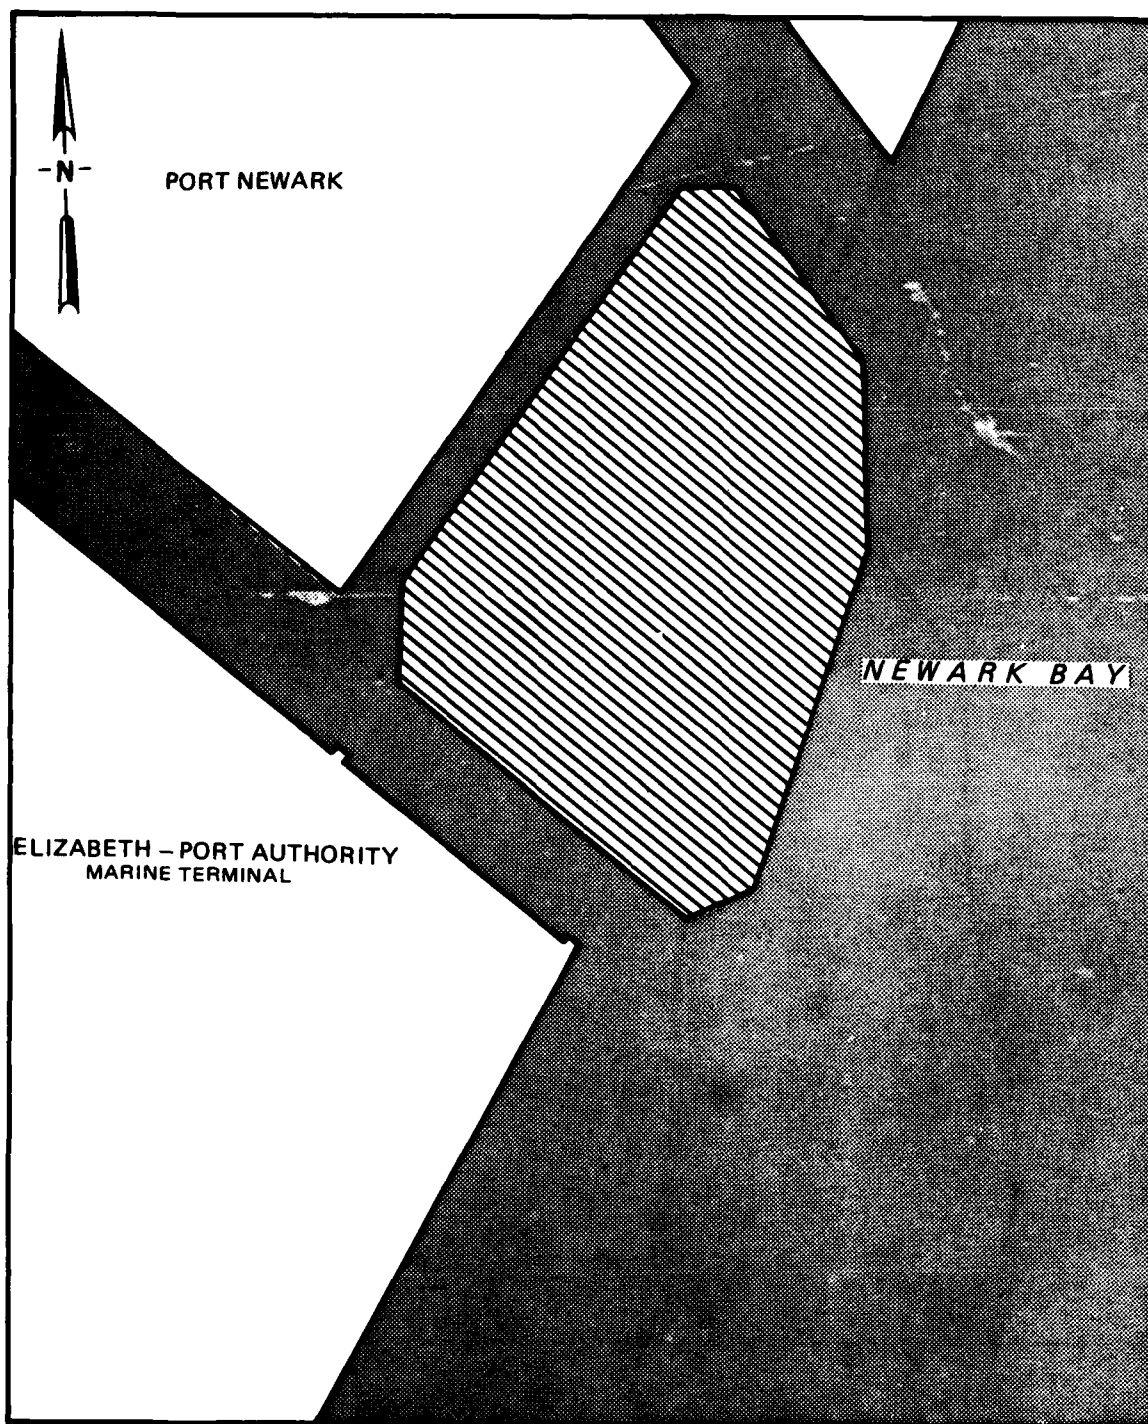 -N-
PORT NEWARK
NEWARK BAY
ELIZABETH – PORT AUTHORITY
MARINE TERMINAL